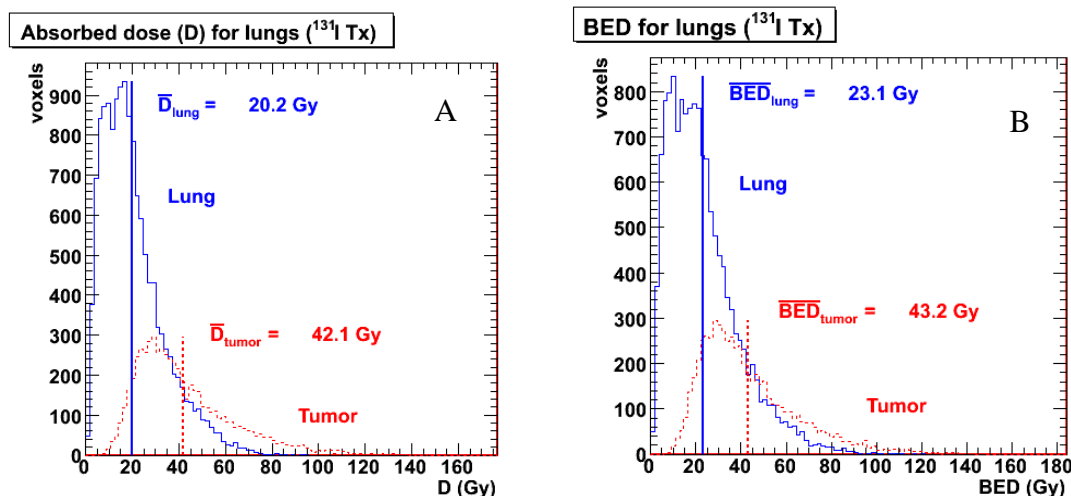 Absorbed dose (D) for lungs (¹³¹I Tx)
voxels
900
800
700
600
500
400
300
200
100
0
D̅lung = 20.2 Gy
A
Lung
D̅tumor = 42.1 Gy
Tumor
0 20 40 60 80 100 120 140 160
D (Gy)
BED for lungs (¹³¹I Tx)
voxels
800
700
600
500
400
300
200
100
0
B̅E̅D̅lung = 23.1 Gy
B
Lung
B̅E̅D̅tumor = 43.2 Gy
Tumor
0 20 40 60 80 100 120 140 160 180
BED (Gy)